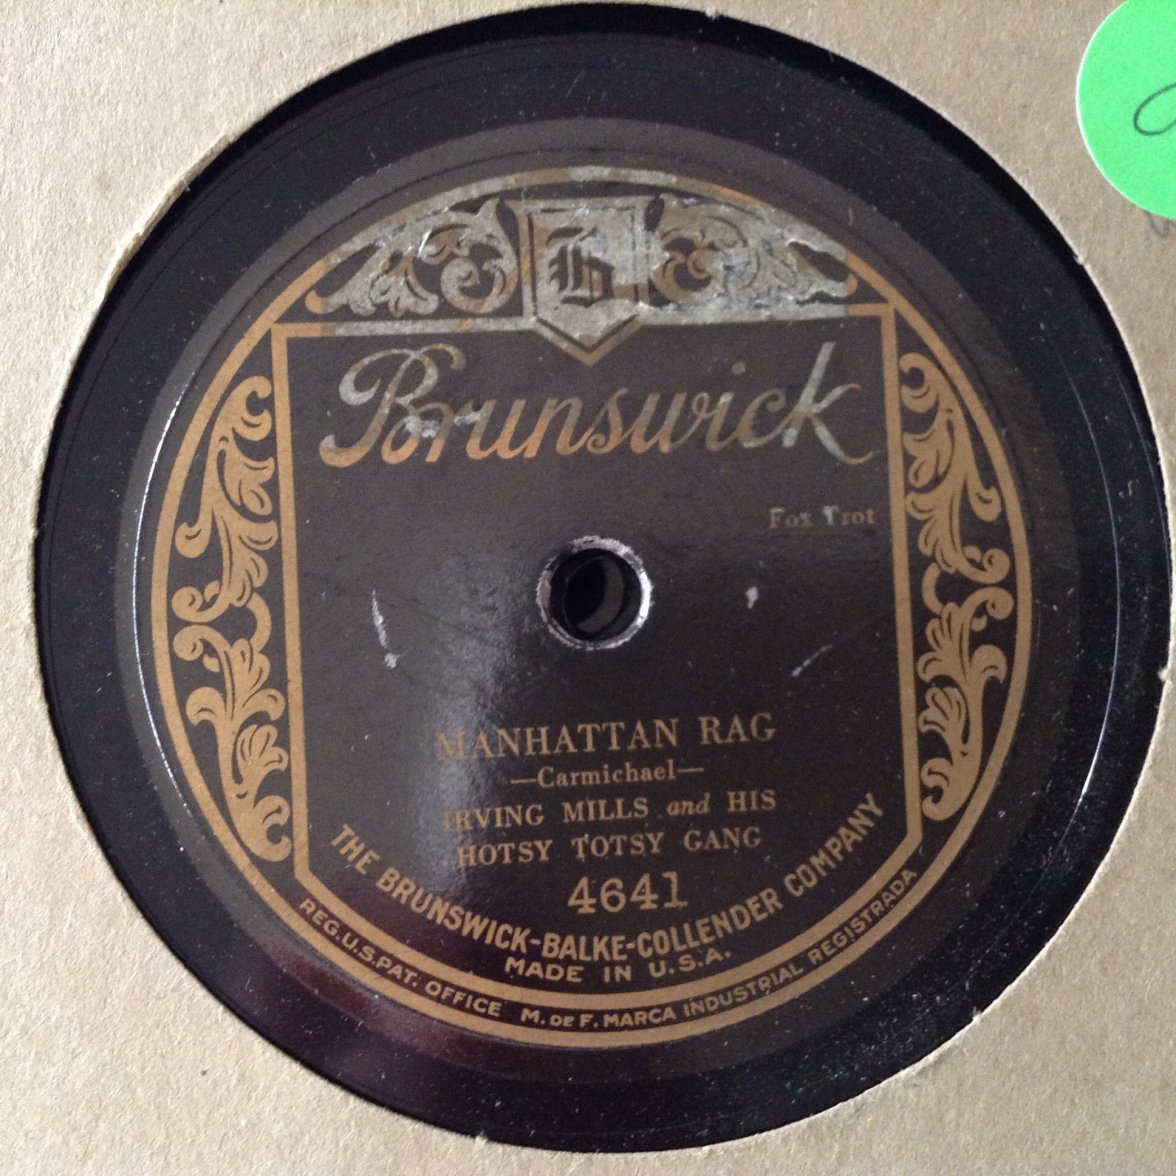 B
Brunswick
Fox Trot
MANHATTAN RAG
—Carmichael—
IRVING MILLS and HIS
HOTSY TOTSY GANG
4641
THE BRUNSWICK-BALKE-COLLENDER COMPANY
MADE IN U.S.A.
REG.U.S.PAT. OFFICE M. DE F. MARCA INDUSTRIAL REGISTRADA